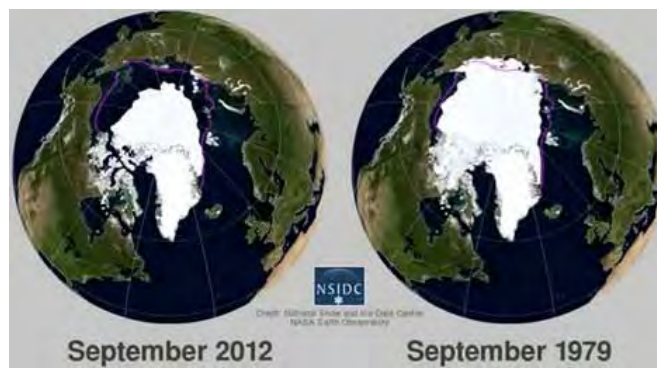 NSIDC
Credit: National Snow and Ice Data Center
NASA Earth Observatory
September 2012
September 1979